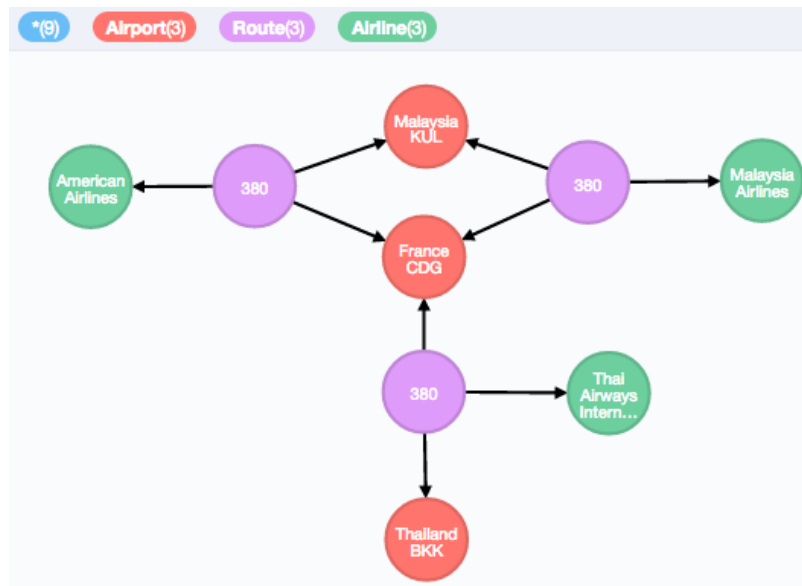 *(9) Airport(3) Route(3) Airline(3)
Malaysia
KUL
American
Airlines
380
380
Malaysia
Airlines
France
CDG
380
Thai
Airways
Intern...
Thailand
BKK